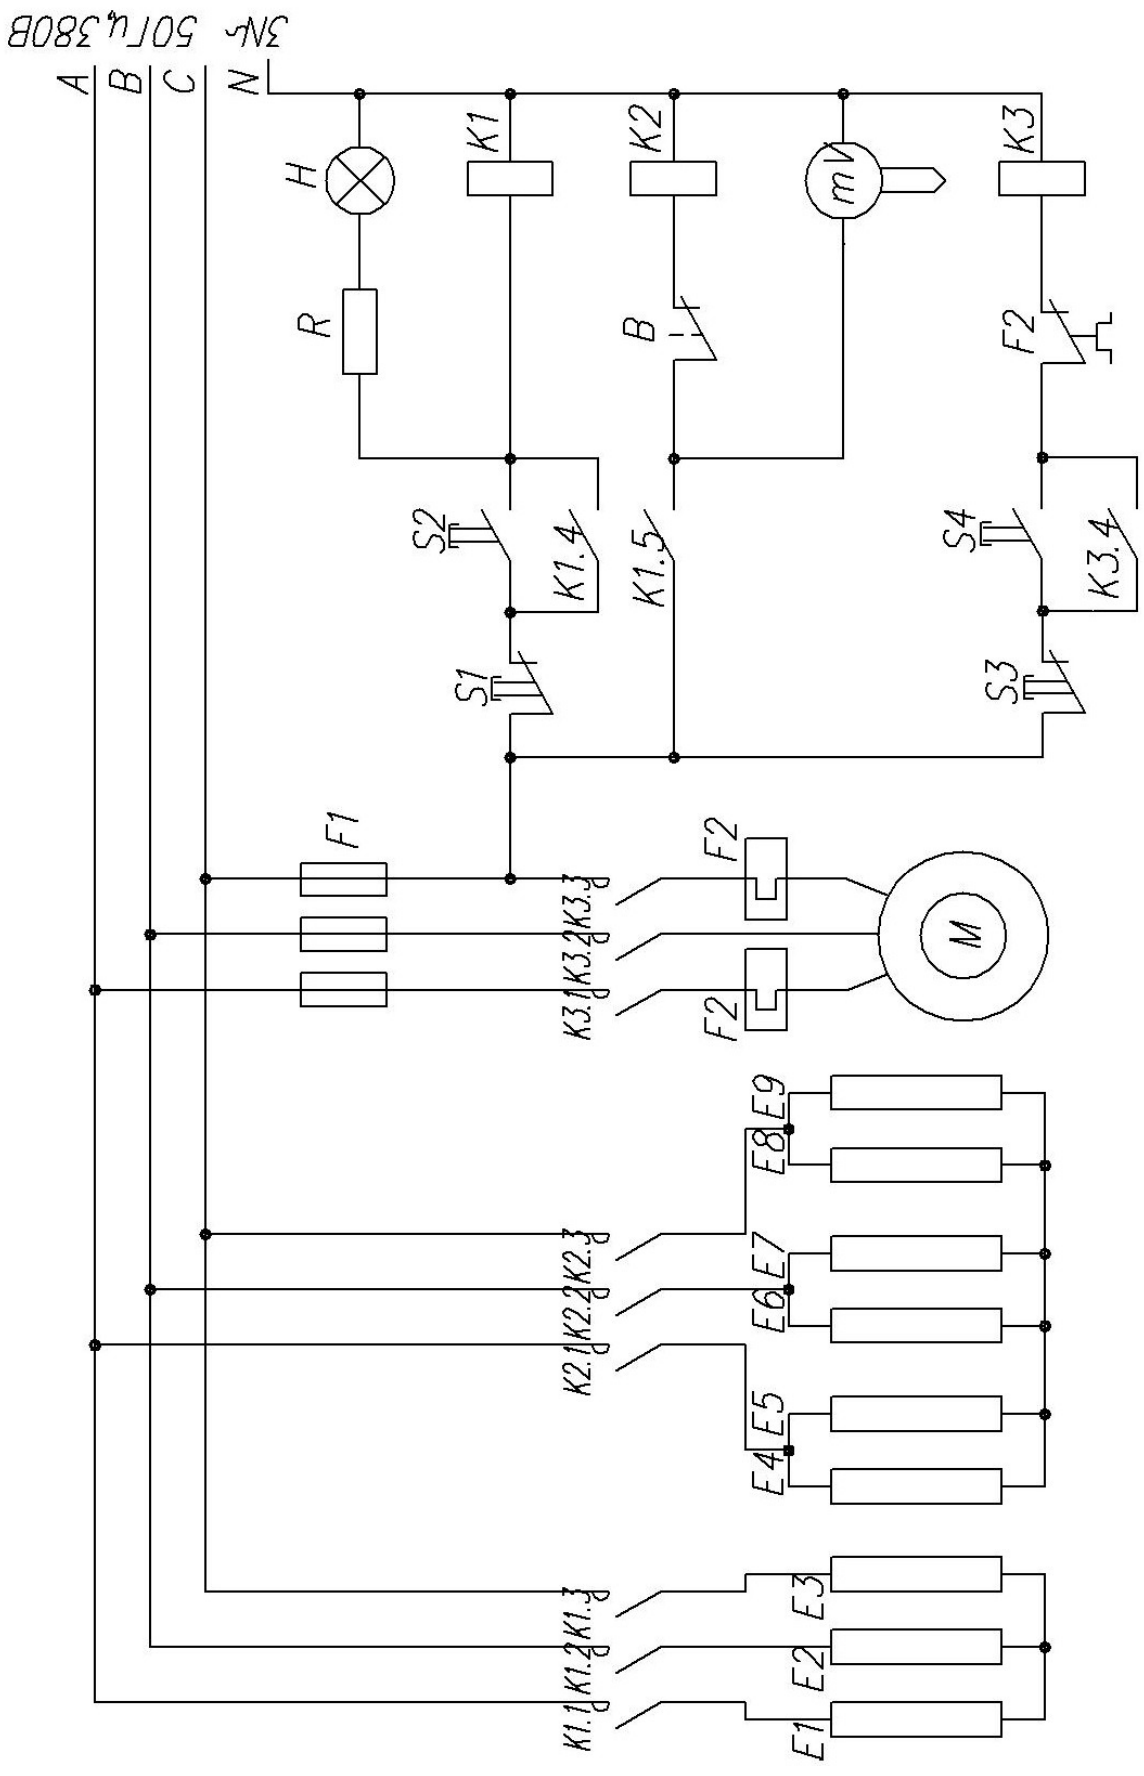 3N~ 50Гц,380В
A
B
C
N
H
R
K1
S2
K1.4
S1
K2
B
K1.5
mV
K3
F2
S4
K3.4
S3
F1
K3.3
K3.2
K3.1
F2
F2
M
K2.3
K2.2
K2.1
E9
E8
E7
E6
E5
E4
K1.3
K1.2
K1.1
E3
E2
E1